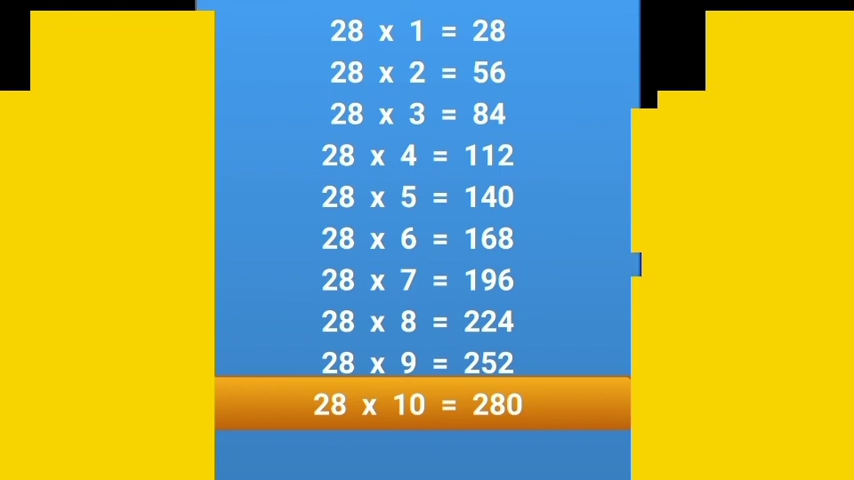 28 x 1 = 28
28 x 2 = 56
28 x 3 = 84
28 x 4 = 112
28 x 5 = 140
28 x 6 = 168
28 x 7 = 196
28 x 8 = 224
28 x 9 = 252
28 x 10 = 280